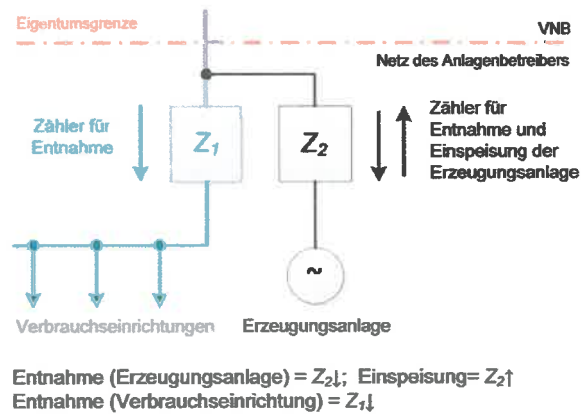 Eigentumsgrenze
VNB
Netz des Anlagenbetreibers
Zähler für
Entnahme
Z1
Z2
Zähler für
Entnahme und
Einspeisung der
Erzeugungsanlage
~
Verbrauchseinrichtungen
Erzeugungsanlage
Entnahme (Erzeugungsanlage) = Z2↓; Einspeisung= Z2↑
Entnahme (Verbrauchseinrichtung) = Z1↓